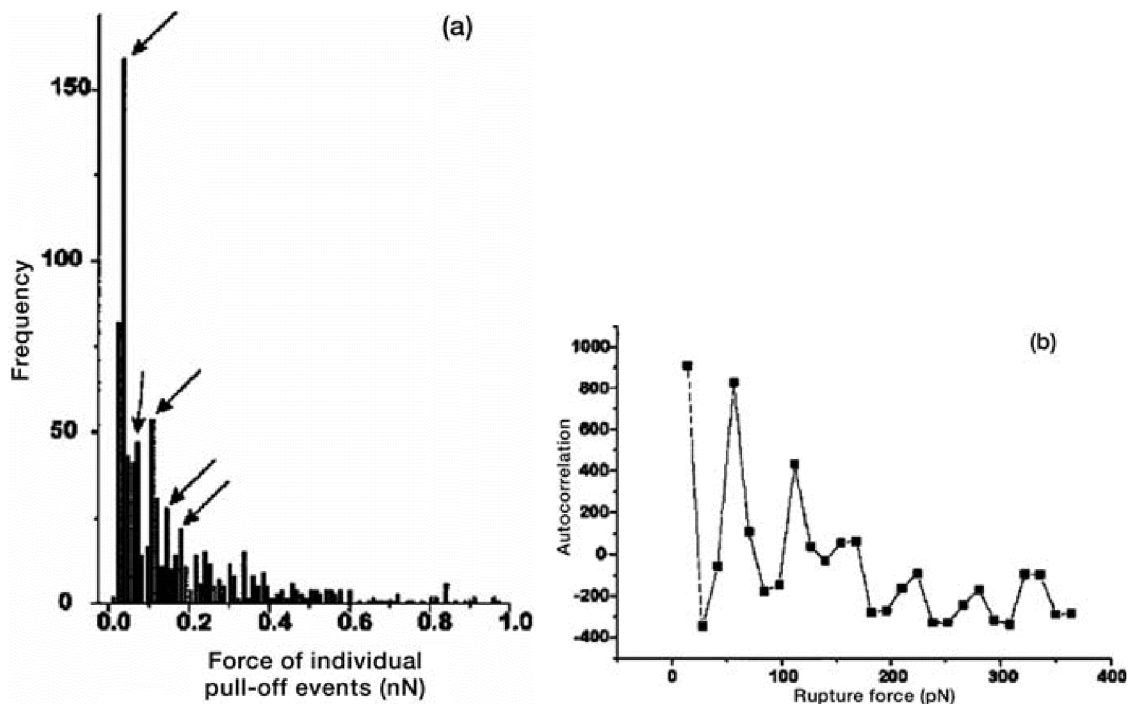 (a)
150
100
50
0
Frequency
0.0 0.2 0.4 0.6 0.8 1.0
Force of individual
pull-off events (nN)
(b)
1000
800
600
400
200
0
-200
-400
Autocorrelation
0 100 200 300 400
Rupture force (pN)